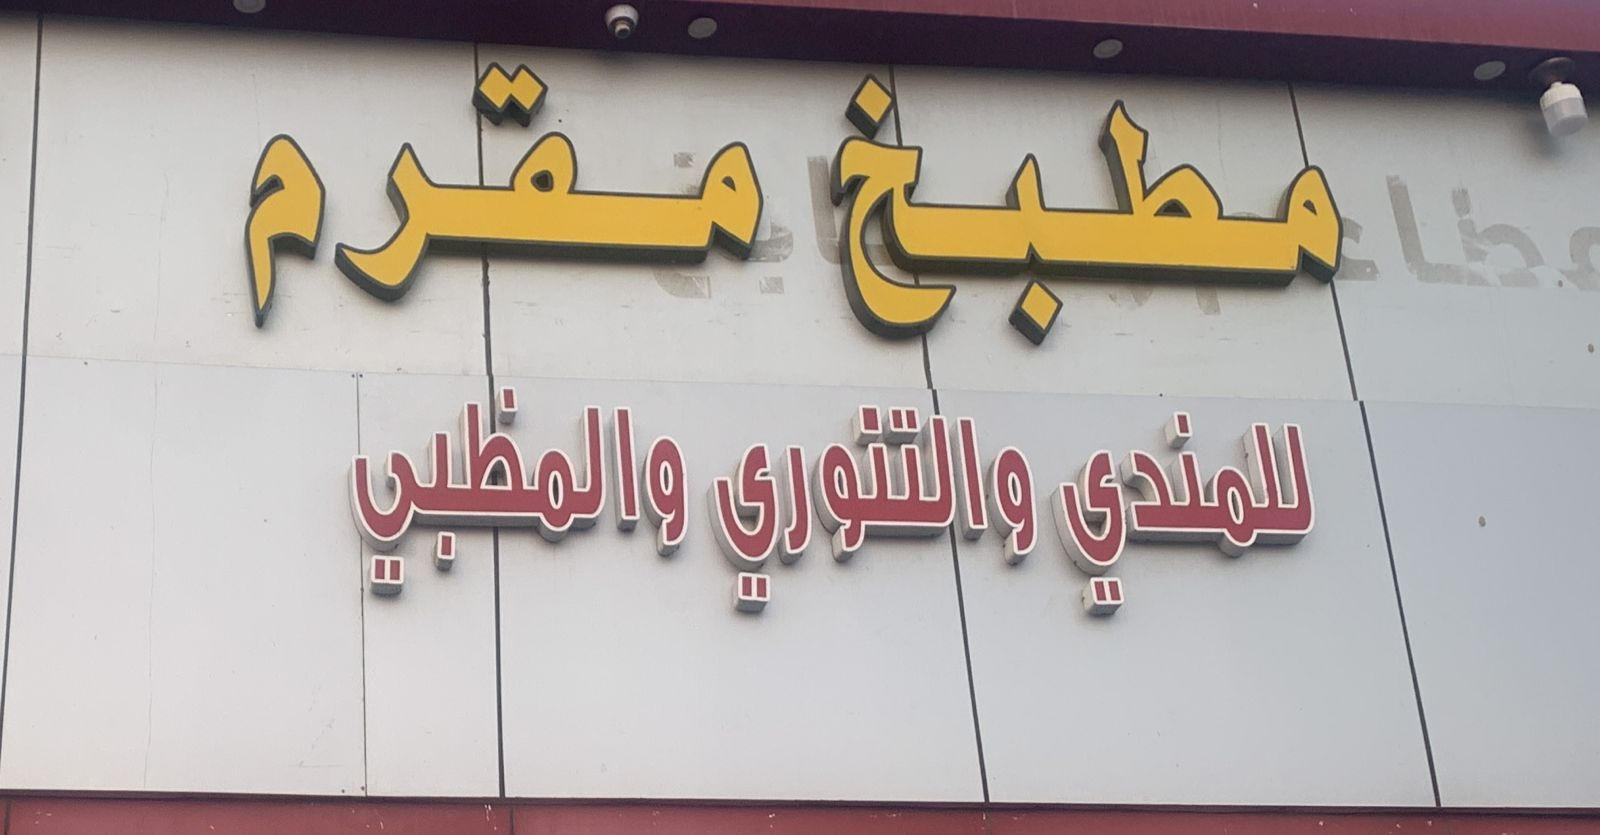 مطبخ مقرم
للمندي والتنوري والمظبي